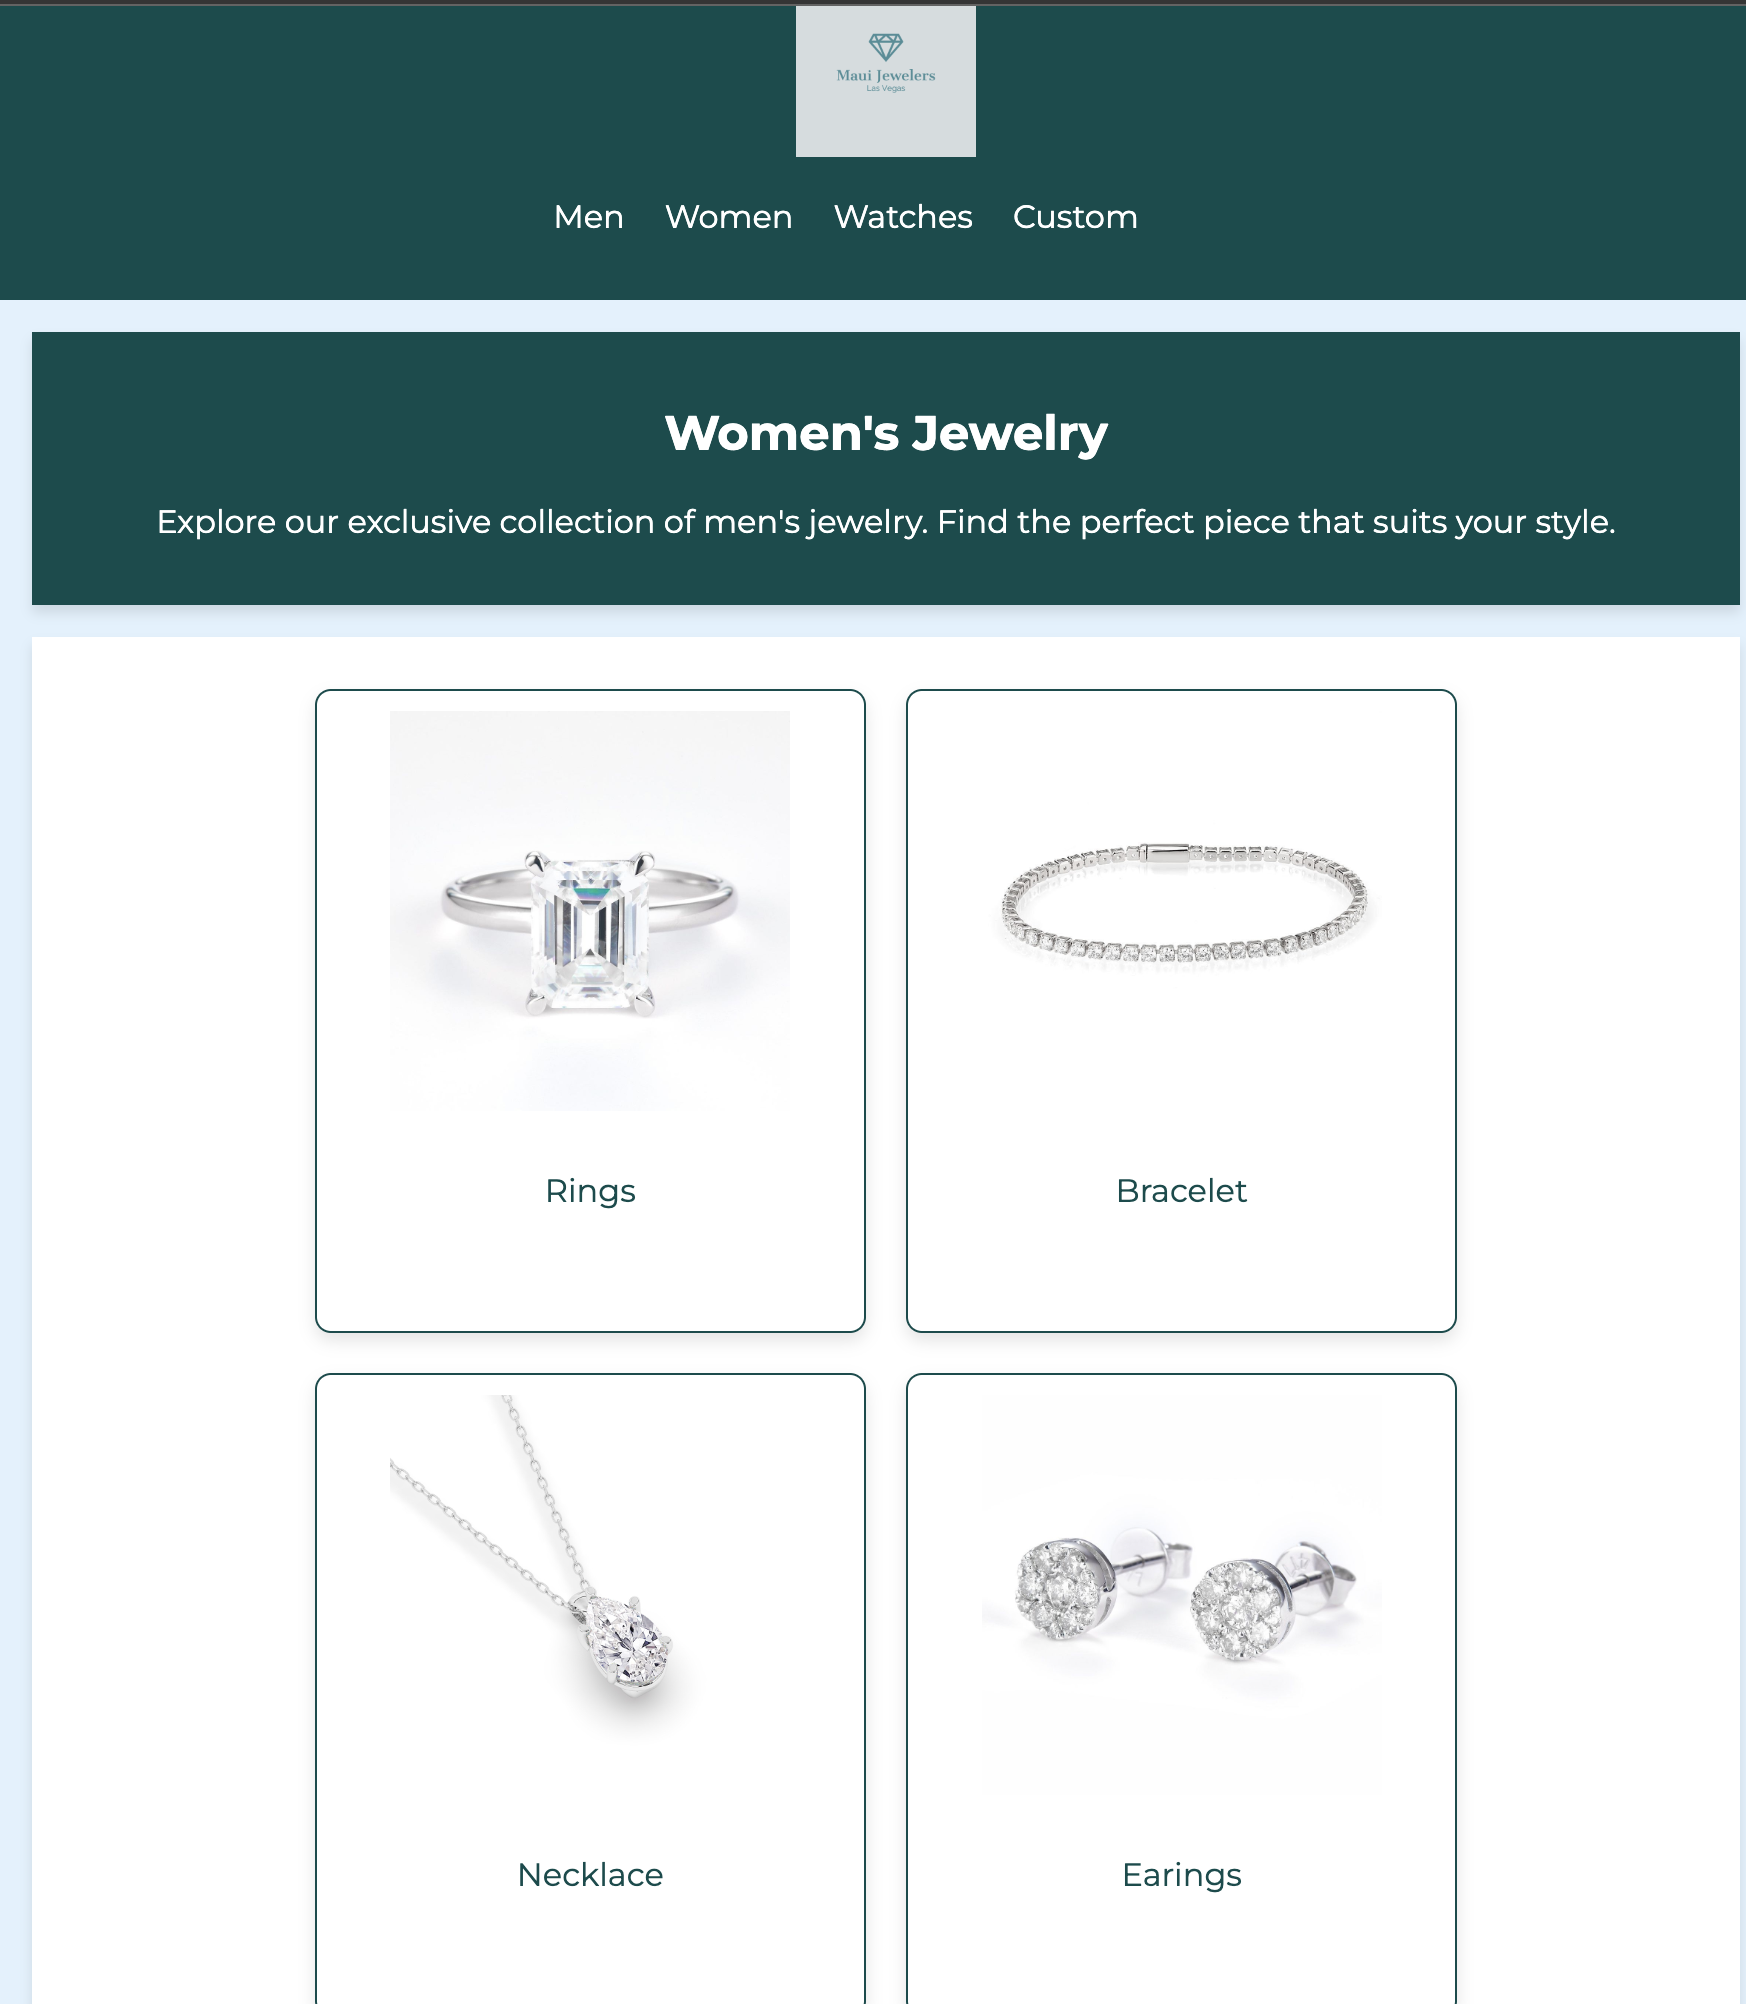 Maui Jewelers
Las Vegas
Men Women Watches Custom
Women's Jewelry
Explore our exclusive collection of men's jewelry. Find the perfect piece that suits your style.
Rings
Bracelet
Necklace
Earings